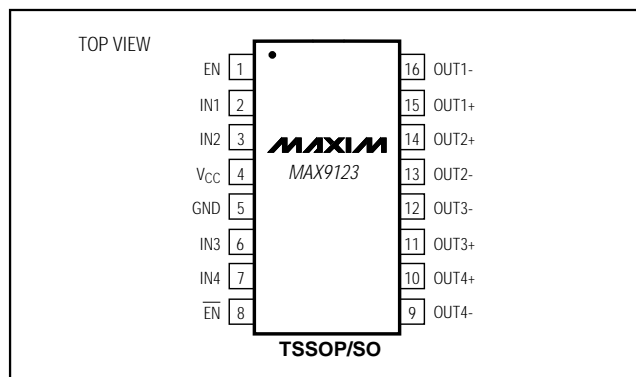 TOP VIEW
EN 1 16 OUT1-
IN1 2 15 OUT1+
IN2 3 14 OUT2+
MAXIM
VCC 4 MAX9123 13 OUT2-
GND 5 12 OUT3-
IN3 6 11 OUT3+
IN4 7 10 OUT4+
E̅N̅ 8 9 OUT4-
TSSOP/SO